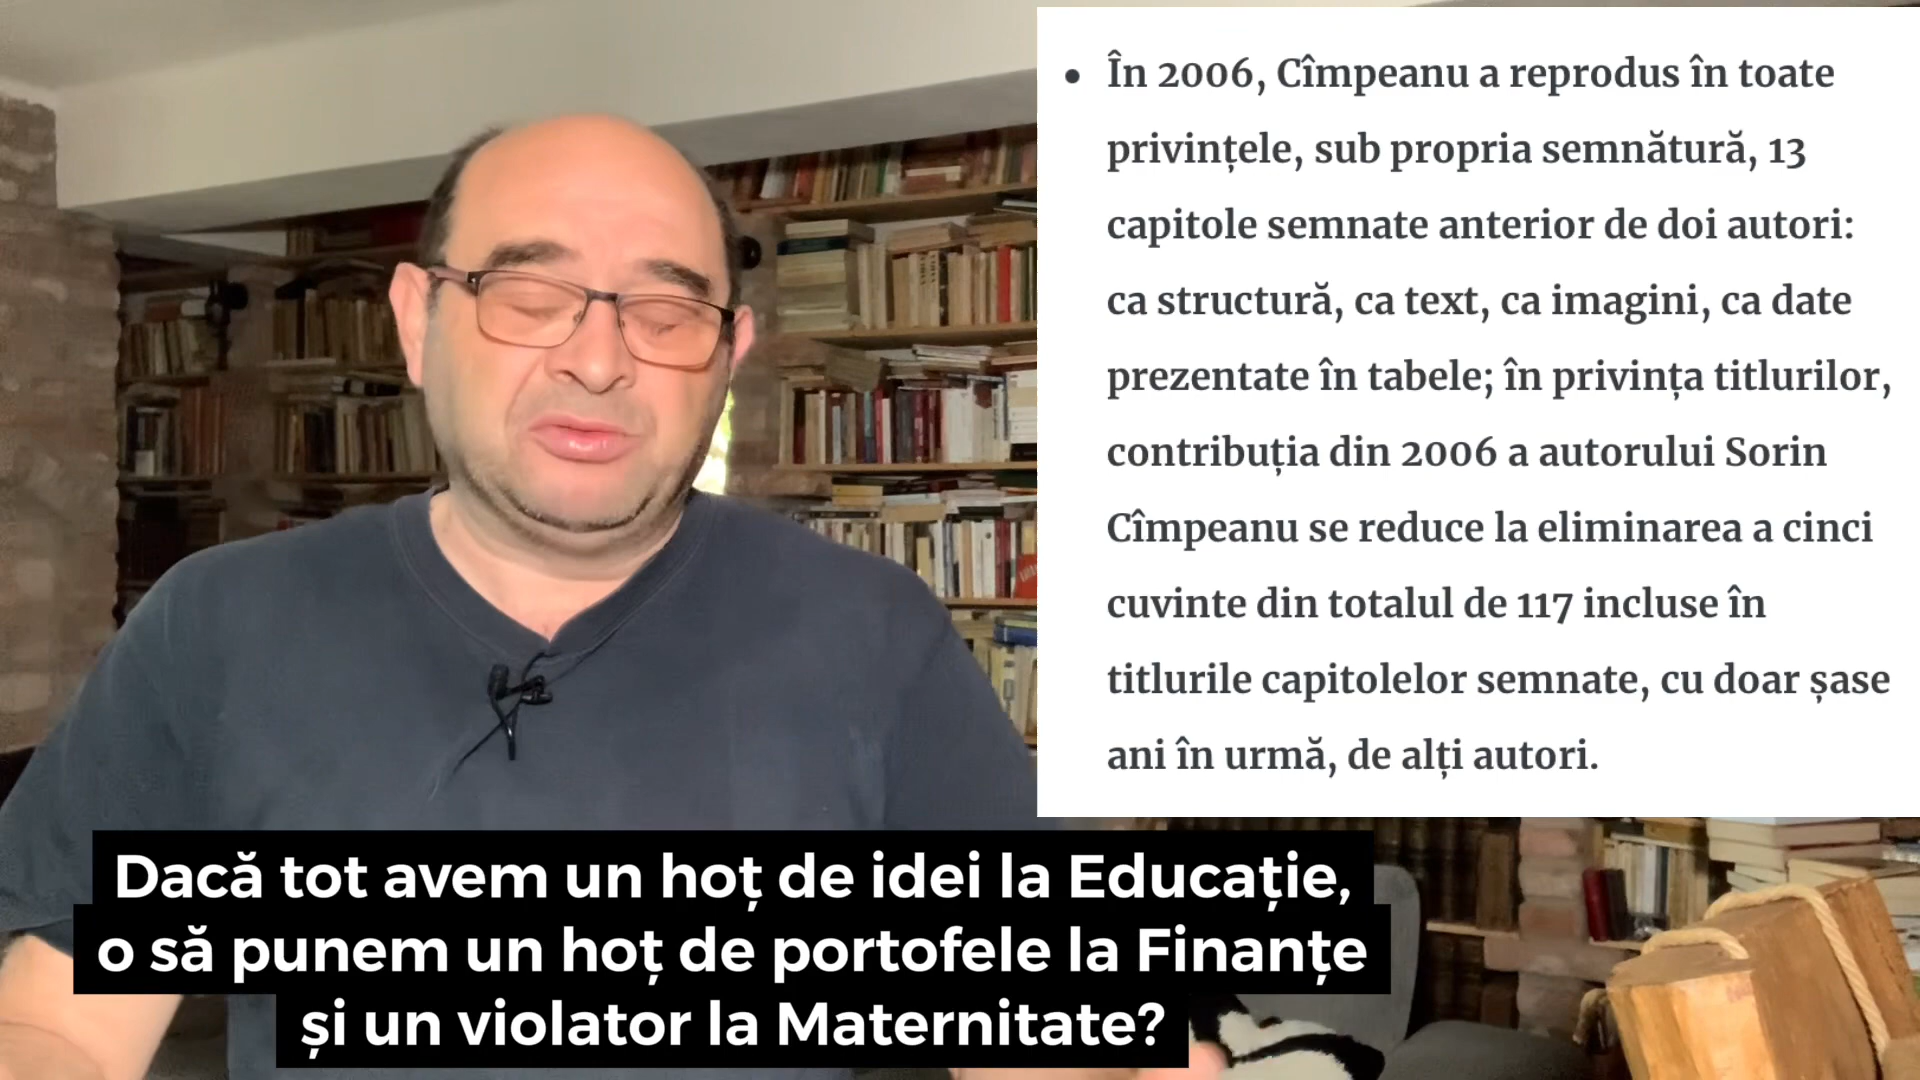 • În 2006, Cîmpeanu a reprodus în toate
privințele, sub propria semnătură, 13
capitole semnate anterior de doi autori:
ca structură, ca text, ca imagini, ca date
prezentate în tabele; în privința titlurilor,
contribuția din 2006 a autorului Sorin
Cîmpeanu se reduce la eliminarea a cinci
cuvinte din totalul de 117 incluse în
titlurile capitolelor semnate, cu doar șase
ani în urmă, de alți autori.
Dacă tot avem un hoț de idei la Educație,
o să punem un hoț de portofele la Finanțe
și un violator la Maternitate?